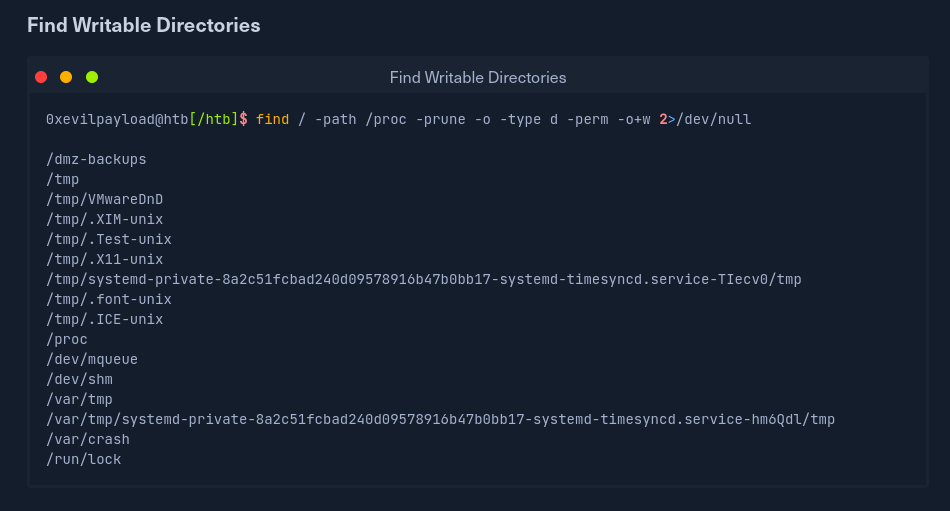 Find Writable Directories
Find Writable Directories
0xevilpayload@htb[/htb]$ find / -path /proc -prune -o -type d -perm -o+w 2>/dev/null
/dmz-backups
/tmp
/tmp/VMwareDnD
/tmp/.XIM-unix
/tmp/.Test-unix
/tmp/.X11-unix
/tmp/systemd-private-8a2c51fcbad240d09578916b47b0bb17-systemd-timesyncd.service-TIecv0/tmp
/tmp/.font-unix
/tmp/.ICE-unix
/proc
/dev/mqueue
/dev/shm
/var/tmp
/var/tmp/systemd-private-8a2c51fcbad240d09578916b47b0bb17-systemd-timesyncd.service-hm6Qdl/tmp
/var/crash
/run/lock